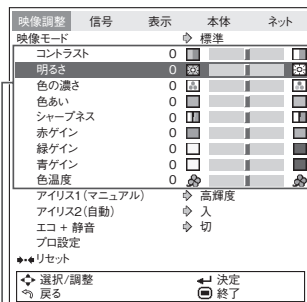 映像調整 信号 表示 本体 ネット
映像モード 標準
コントラスト 0
明るさ 0
色の濃さ 0
色あい 0
シャープネス 0
赤ゲイン 0
緑ゲイン 0
青ゲイン 0
色温度 0
アイリス1(マニュアル) 高輝度
アイリス2(自動) 入
エコ + 静音 切
プロ設定
リセット
選択/調整 決定
戻る 終了